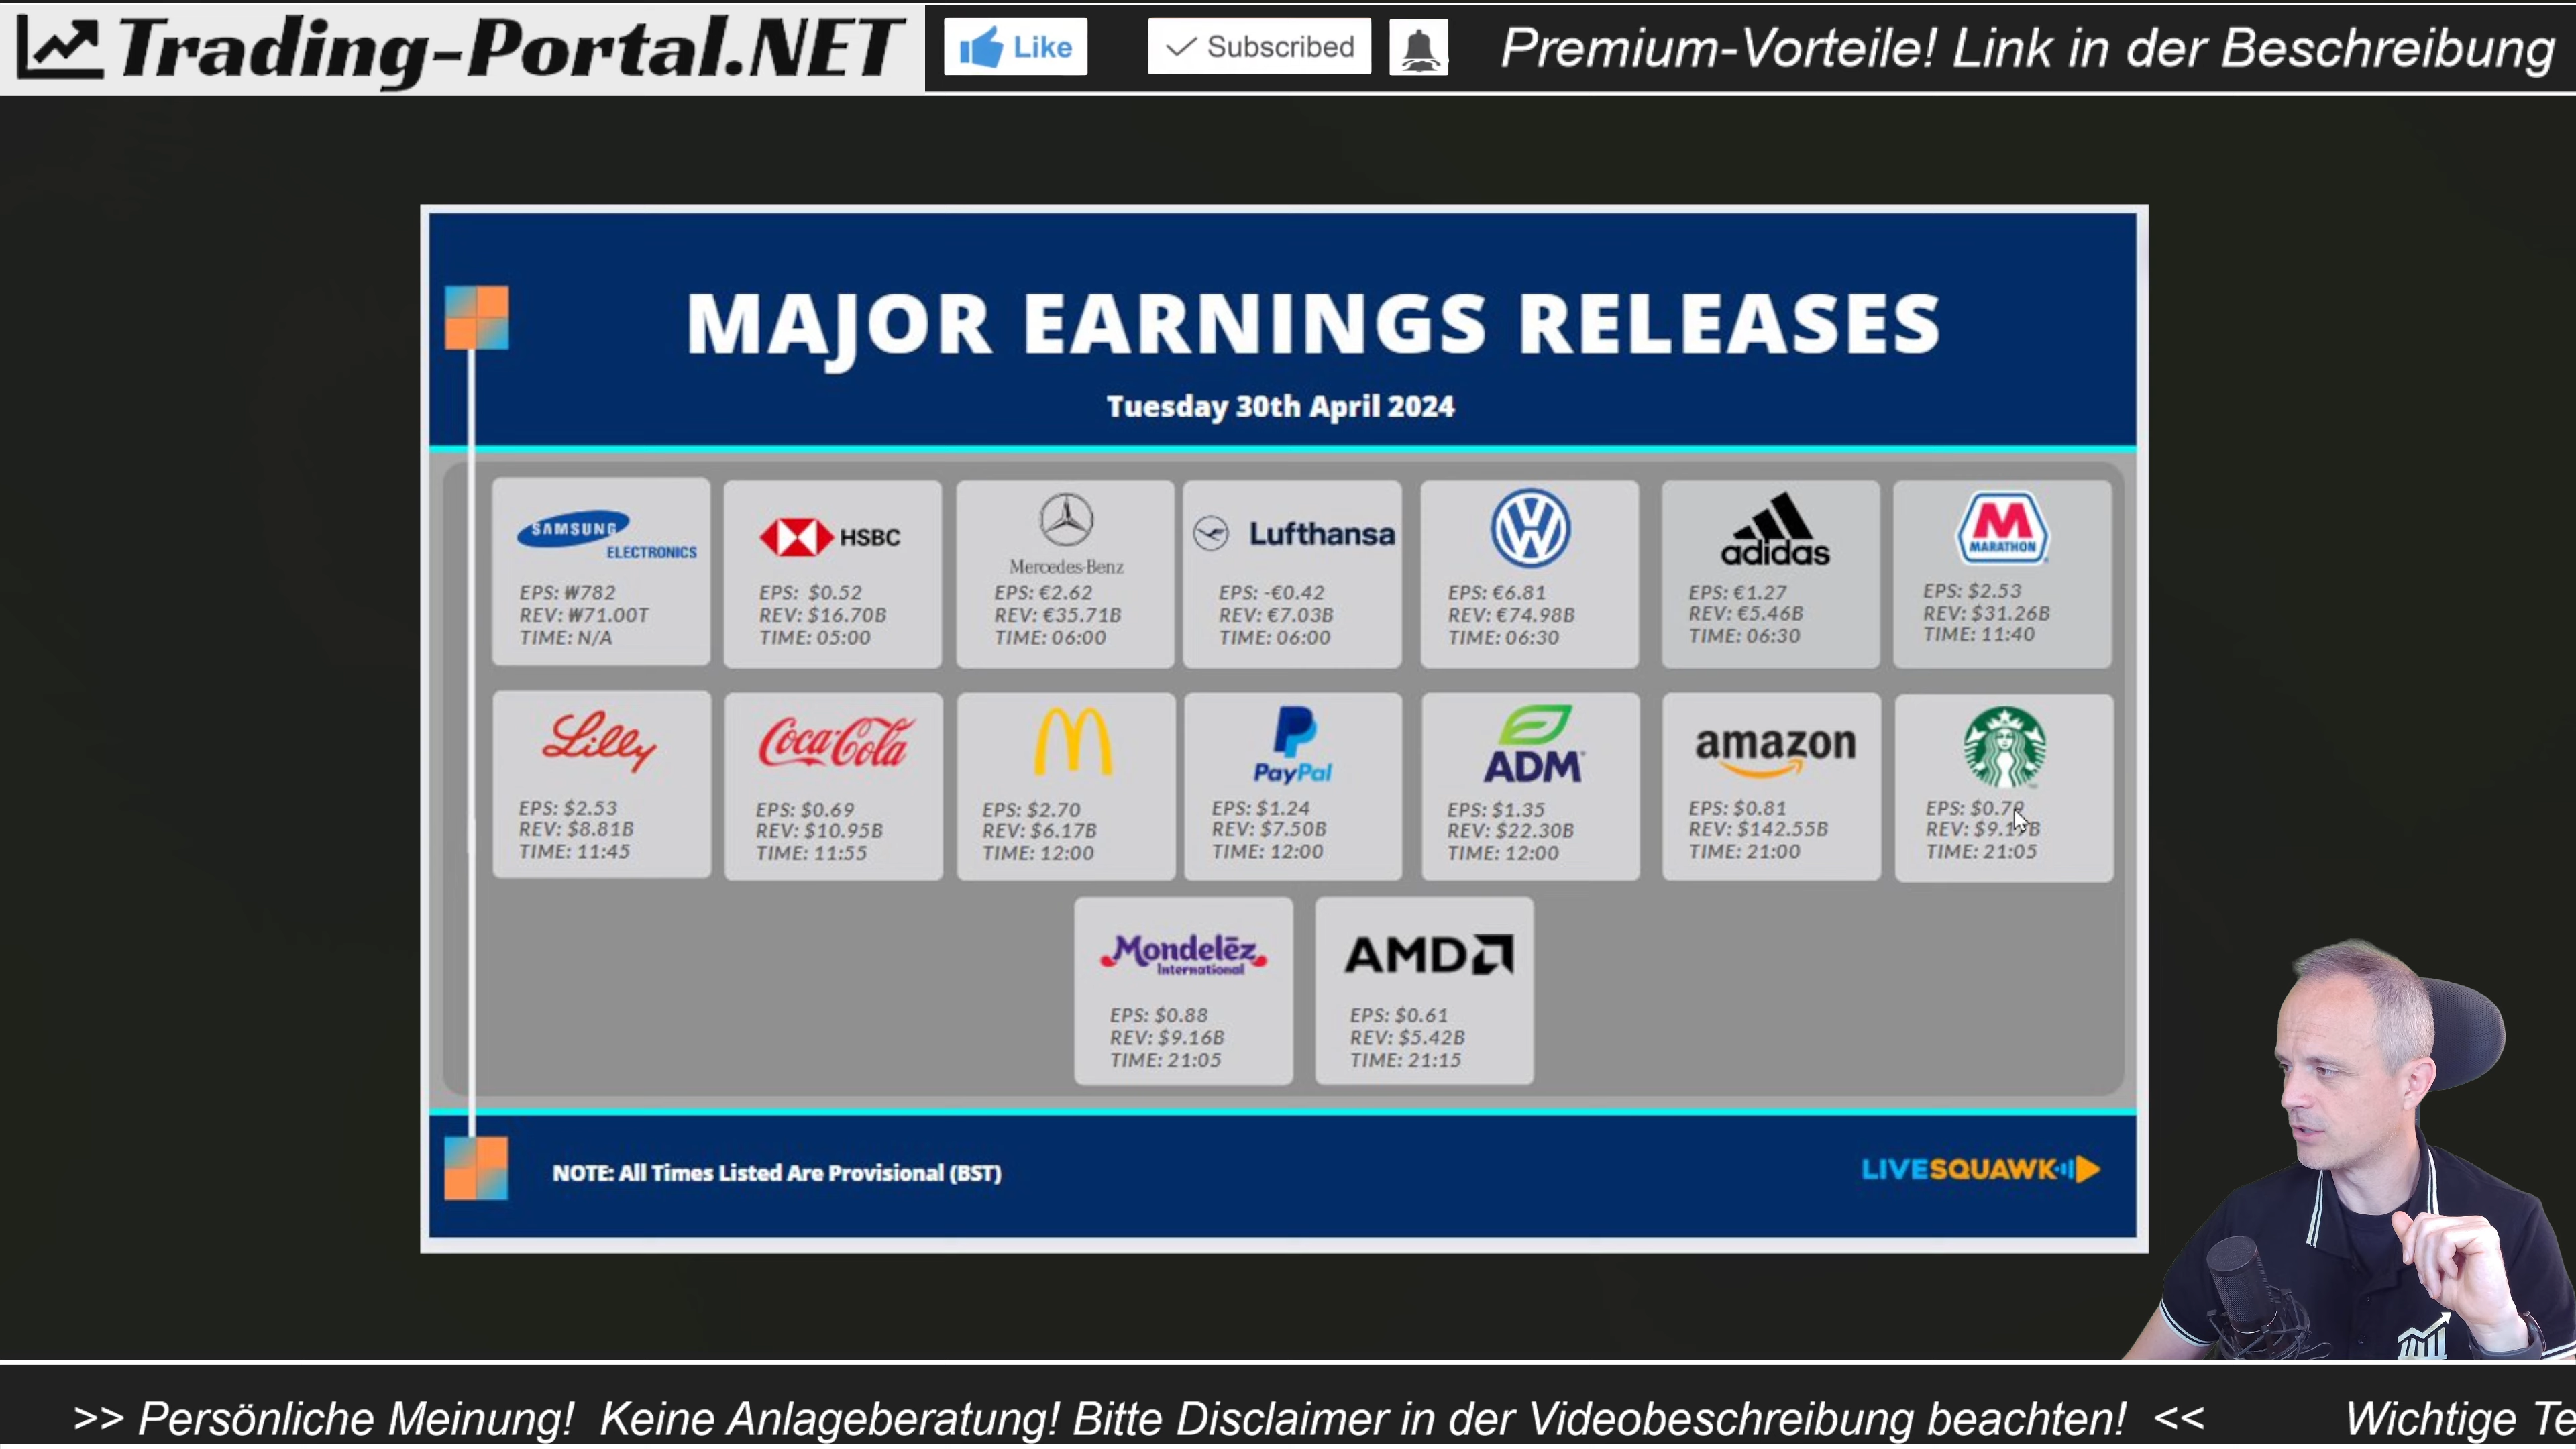 Trading-Portal.NET
Like
Subscribed
Premium-Vorteile! Link in der Beschreibung
MAJOR EARNINGS RELEASES
Tuesday 30th April 2024
SAMSUNG
ELECTRONICS
EPS: ₩782
REV: ₩71.00T
TIME: N/A
HSBC
EPS: $0.52
REV: $16.70B
TIME: 05:00
Mercedes-Benz
EPS: €2.62
REV: €35.71B
TIME: 06:00
Lufthansa
EPS: -€0.42
REV: €7.03B
TIME: 06:00
VW
EPS: €6.81
REV: €74.98B
TIME: 06:30
adidas
EPS: €1.27
REV: €5.46B
TIME: 06:30
M
MARATHON
EPS: $2.53
REV: $31.26B
TIME: 11:40
Lilly
EPS: $2.53
REV: $8.81B
TIME: 11:45
Coca-Cola
EPS: $0.69
REV: $10.95B
TIME: 11:55
EPS: $2.70
REV: $6.17B
TIME: 12:00
PayPal
EPS: $1.24
REV: $7.50B
TIME: 12:00
ADM
EPS: $1.35
REV: $22.30B
TIME: 12:00
amazon
EPS: $0.81
REV: $142.55B
TIME: 21:00
EPS:
REV:
TIME: 21:05
Mondelēz
International
EPS: $0.88
REV: $9.16B
TIME: 21:05
AMD
EPS: $0.61
REV: $5.42B
TIME: 21:15
NOTE: All Times Listed Are Provisional (BST)
LIVESQUAWK
>> Persönliche Meinung! Keine Anlageberatung! Bitte Disclaimer in der Videobeschreibung beachten! <<
Wichtige Te